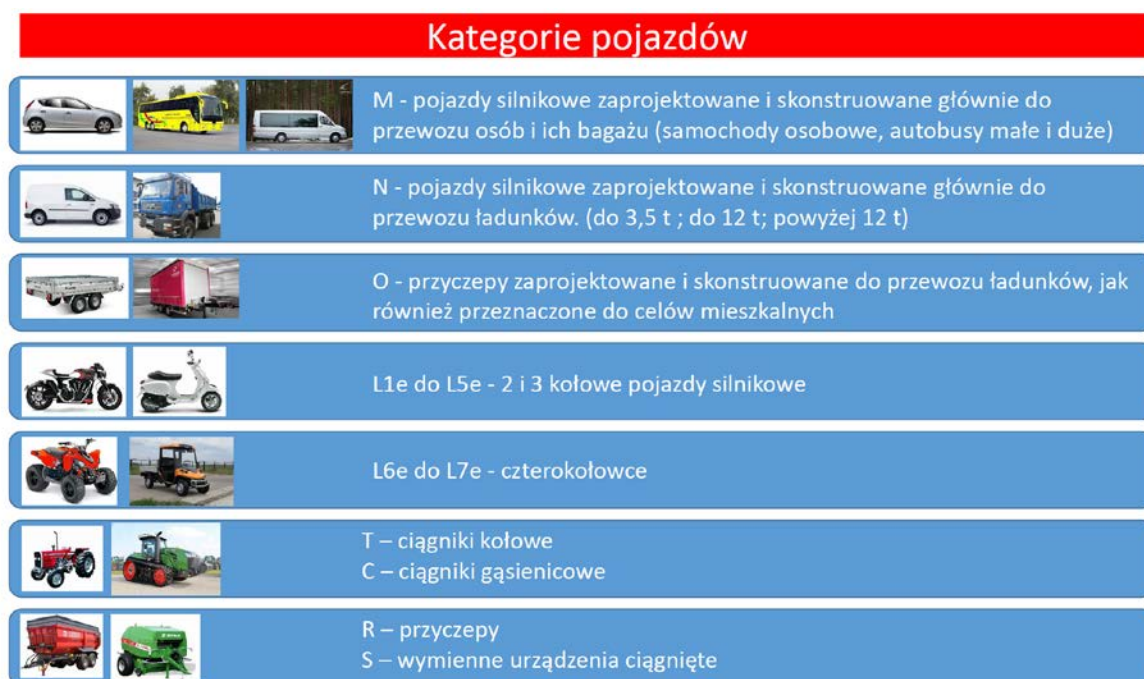 Kategorie pojazdów
M - pojazdy silnikowe zaprojektowane i skonstruowane głównie do
przewozu osób i ich bagażu (samochody osobowe, autobusy małe i duże)
N - pojazdy silnikowe zaprojektowane i skonstruowane głównie do
przewozu ładunków. (do 3,5 t ; do 12 t; powyżej 12 t)
O - przyczepy zaprojektowane i skonstruowane do przewozu ładunków, jak
również przeznaczone do celów mieszkalnych
L1e do L5e - 2 i 3 kołowe pojazdy silnikowe
L6e do L7e - czterokołowce
T – ciągniki kołowe
C – ciągniki gąsienicowe
R – przyczepy
S – wymienne urządzenia ciągnięte